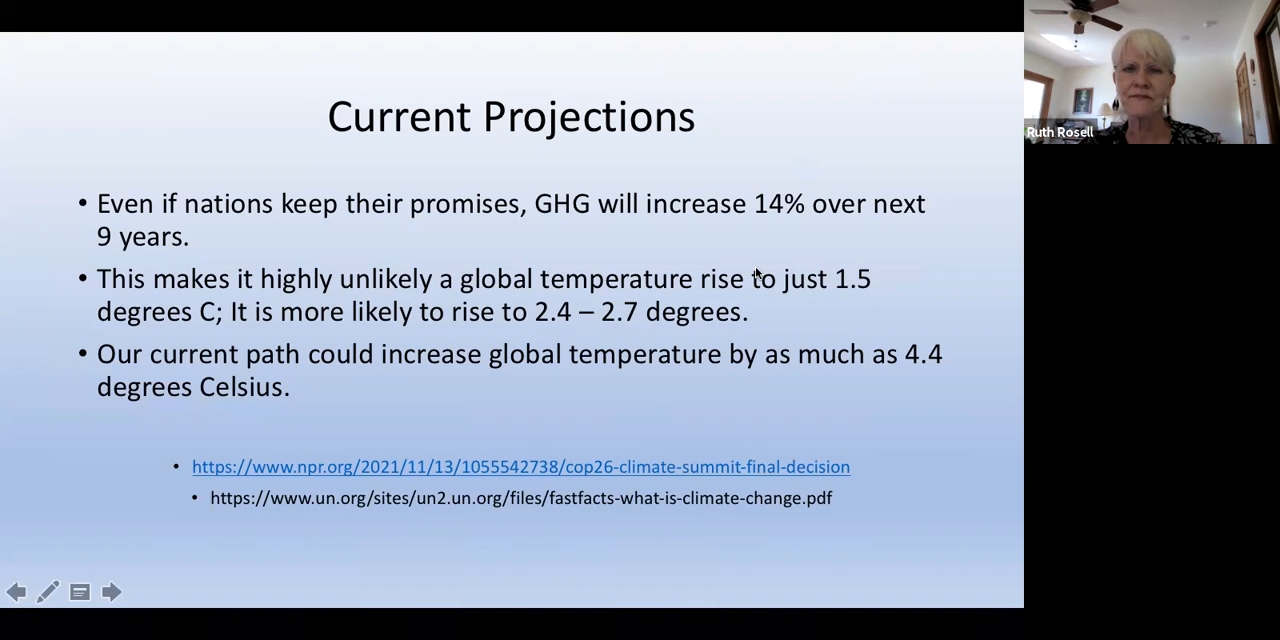 Current Projections
• Even if nations keep their promises, GHG will increase 14% over next
9 years.
• This makes it highly unlikely a global temperature rise to just 1.5
degrees C; It is more likely to rise to 2.4 – 2.7 degrees.
• Our current path could increase global temperature by as much as 4.4
degrees Celsius.
• https://www.npr.org/2021/11/13/1055542738/cop26-climate-summit-final-decision
• https://www.un.org/sites/un2.un.org/files/fastfacts-what-is-climate-change.pdf
Ruth Rosell